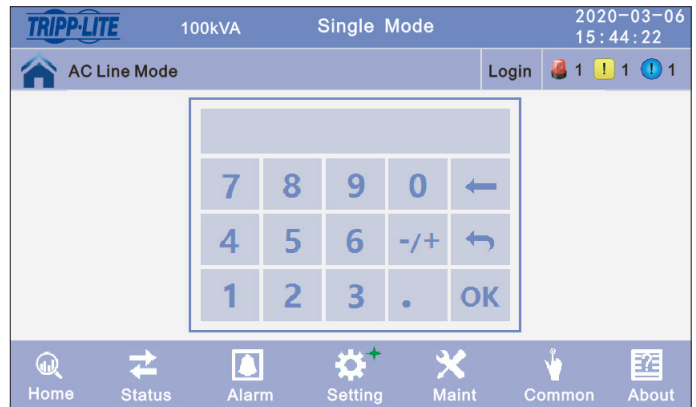 TRIPP·LITE 100kVA Single Mode 2020-03-06
15:44:22
AC Line Mode Login 1 ! 1 ! 1
7 8 9 0 ←
4 5 6 -/+ ↰
1 2 3 . OK
Home Status Alarm Setting Maint Common About